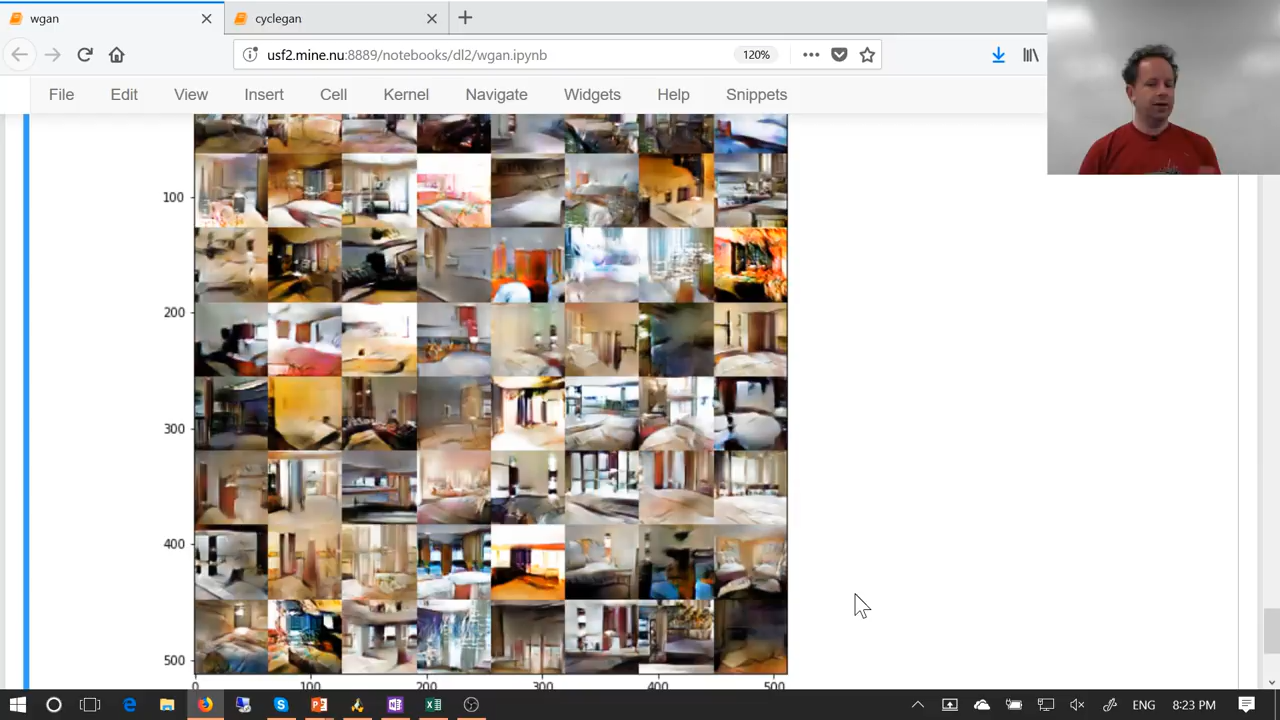 wgan
cyclegan
usf2.mine.nu:8889/notebooks/dl2/wgan.ipynb
120%
File Edit View Insert Cell Kernel Navigate Widgets Help Snippets
100
200
300
400
500
0 100 200 300 400 500
ENG 8:23 PM